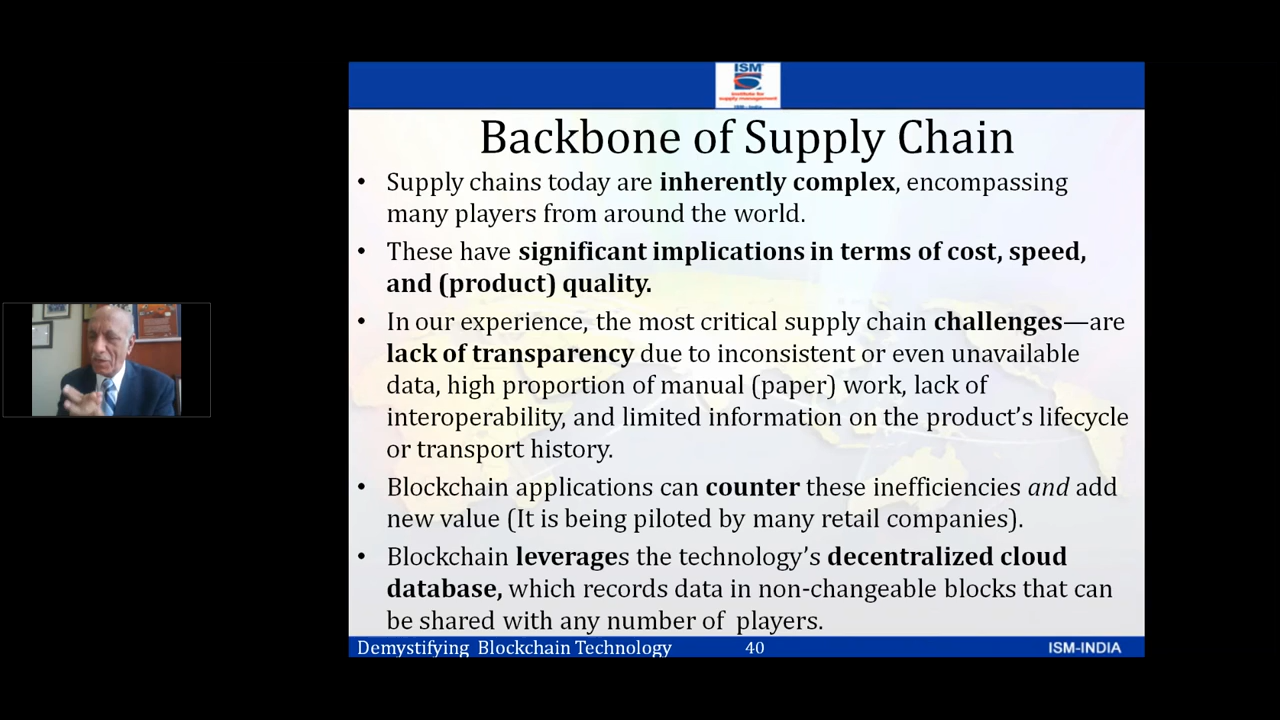 ISM
institute for
supply management
ISM - India
Backbone of Supply Chain
• Supply chains today are inherently complex, encompassing
many players from around the world.
• These have significant implications in terms of cost, speed,
and (product) quality.
• In our experience, the most critical supply chain challenges—are
lack of transparency due to inconsistent or even unavailable
data, high proportion of manual (paper) work, lack of
interoperability, and limited information on the product’s lifecycle
or transport history.
• Blockchain applications can counter these inefficiencies and add
new value (It is being piloted by many retail companies).
• Blockchain leverages the technology’s decentralized cloud
database, which records data in non-changeable blocks that can
be shared with any number of players.
Demystifying Blockchain Technology 40 ISM-INDIA